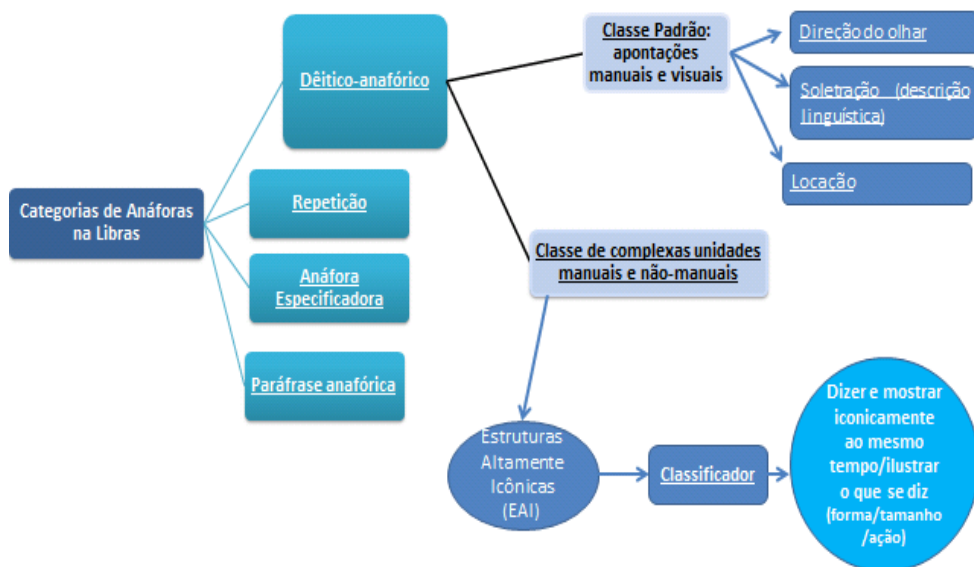 Categorias de Anáforas
na Libras
Dêitico-anafórico
Repetição
Anáfora
Especificadora
Paráfrase anafórica
Classe Padrão:
apontações
manuais e visuais
Direção do olhar
Soletração (descrição
linguística)
Locação
Classe de complexas unidades
manuais e não-manuais
Estruturas
Altamente
Icônicas
(EAI)
Classificador
Dizer e mostrar
iconicamente
ao mesmo
tempo/ilustrar
o que se diz
(forma/tamanho
/ação)